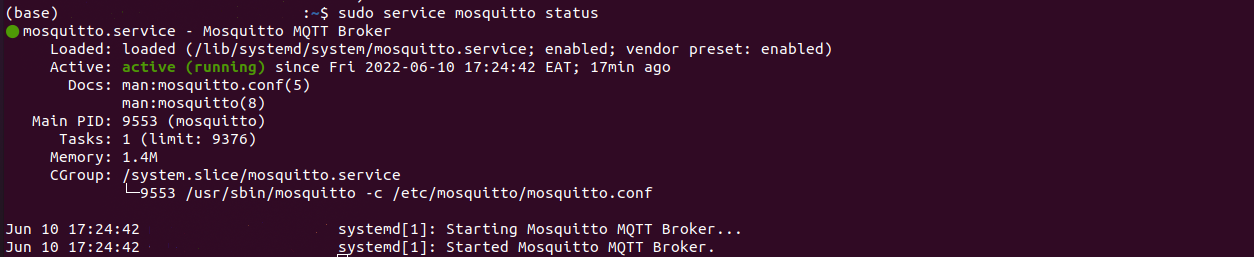 (base) :~$ sudo service mosquitto status
● mosquitto.service - Mosquitto MQTT Broker
Loaded: loaded (/lib/systemd/system/mosquitto.service; enabled; vendor preset: enabled)
Active: active (running) since Fri 2022-06-10 17:24:42 EAT; 17min ago
Docs: man:mosquitto.conf(5)
man:mosquitto(8)
Main PID: 9553 (mosquitto)
Tasks: 1 (limit: 9376)
Memory: 1.4M
CGroup: /system.slice/mosquitto.service
└─9553 /usr/sbin/mosquitto -c /etc/mosquitto/mosquitto.conf
Jun 10 17:24:42 systemd[1]: Starting Mosquitto MQTT Broker...
Jun 10 17:24:42 systemd[1]: Started Mosquitto MQTT Broker.